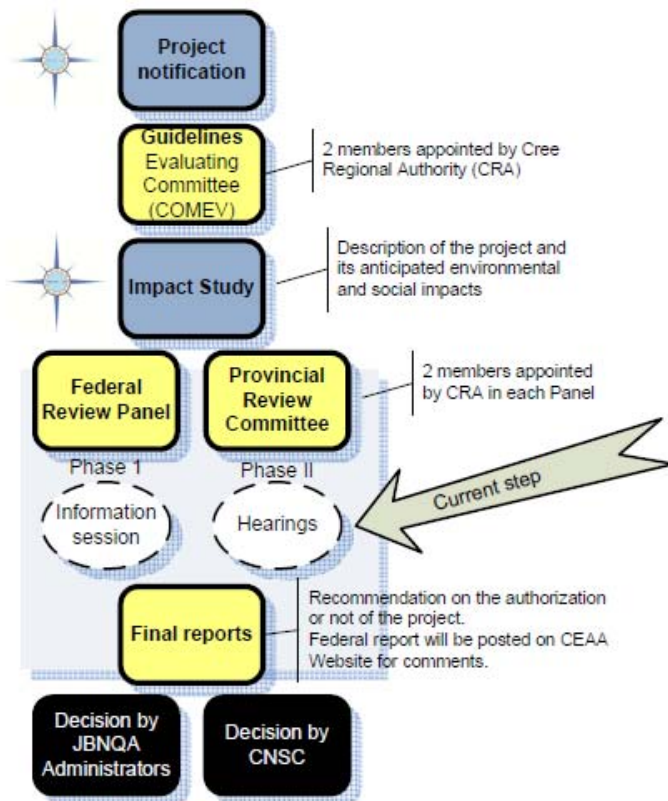 Project
notification
Guidelines
Evaluating
Committee
(COMEV)
2 members appointed by Cree
Regional Authority (CRA)
Impact Study
Description of the project and
its anticipated environmental
and social impacts
Federal
Review Panel
Provincial
Review
Committee
2 members appointed
by CRA in each Panel
Phase 1
Phase II
Information
session
Hearings
Current step
Final reports
Recommendation on the authorization
or not of the project.
Federal report will be posted on CEAA
Website for comments.
Decision by
JBNQA
Administrators
Decision by
CNSC